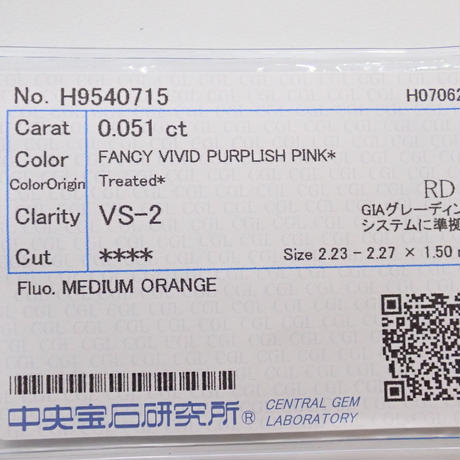 No. H9540715 H07062
Carat 0.051 ct
Color FANCY VIVID PURPLISH PINK*
ColorOrigin Treated*
RD
Clarity VS-2
GIAグレーディン
システムに準拠
Cut ****
Size 2.23 - 2.27 × 1.50 m
Fluo. MEDIUM ORANGE
中央宝石研究所® CENTRAL GEM
LABORATORY